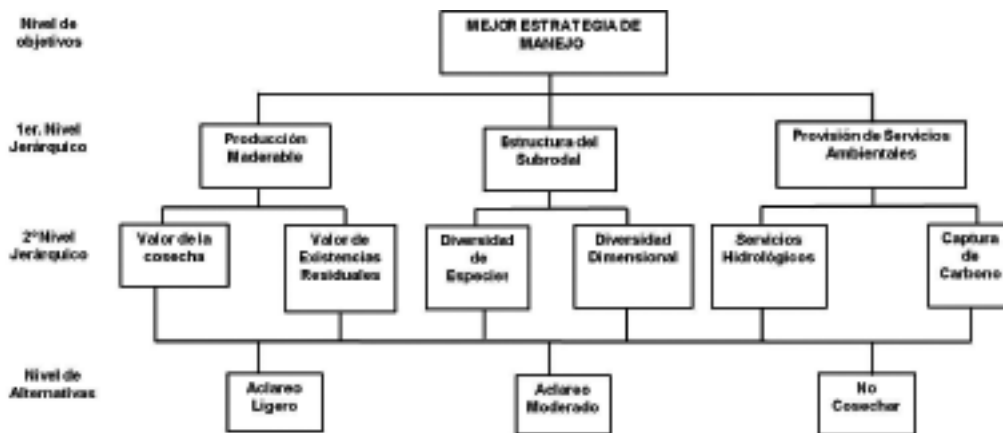 Nivel de
objetivos
MEJOR ESTRATEGIA DE
MANEJO
1er. Nivel
Jerárquico
Producción
Maderable
Estructura del
Subrodal
Provisión de Servicios
Ambientales
2º Nivel
Jerárquico
Valor de la
cosecha
Valor de
Existencias
Residuales
Diversidad
de
Especier
Diversidad
Dimensional
Servicios
Hidrológicos
Captura
de
Carbono
Nivel de
Alternativas
Aclareo
Ligero
Aclareo
Moderado
No
Cosechar